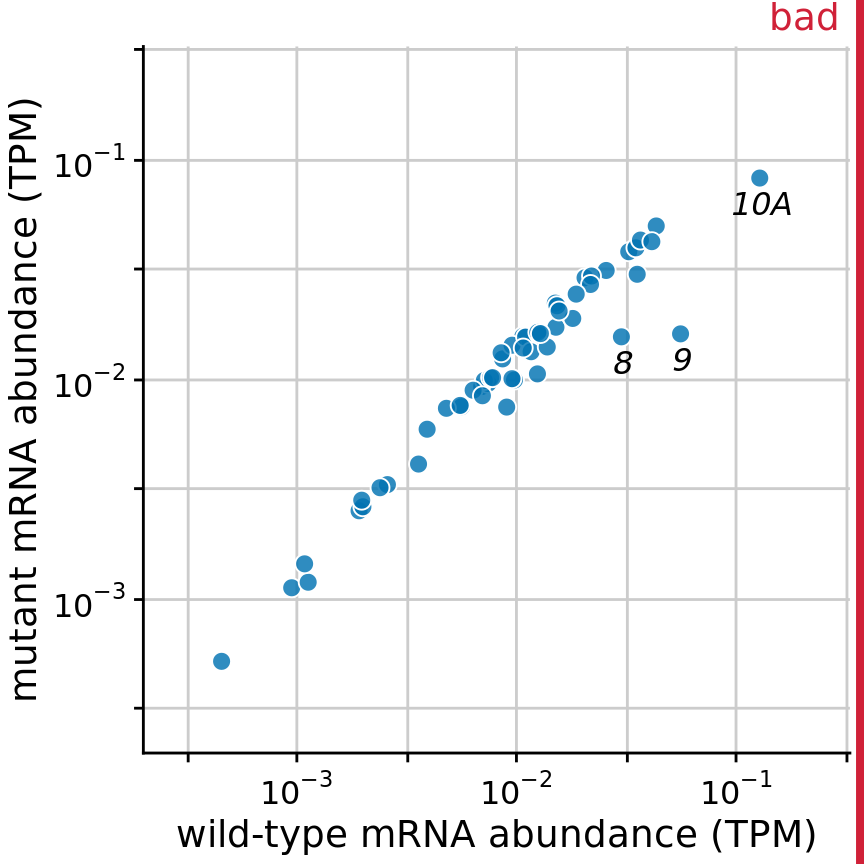 bad
mutant mRNA abundance (TPM)
10⁻¹
10⁻²
10⁻³
10A
8
9
10⁻³
10⁻²
10⁻¹
wild-type mRNA abundance (TPM)